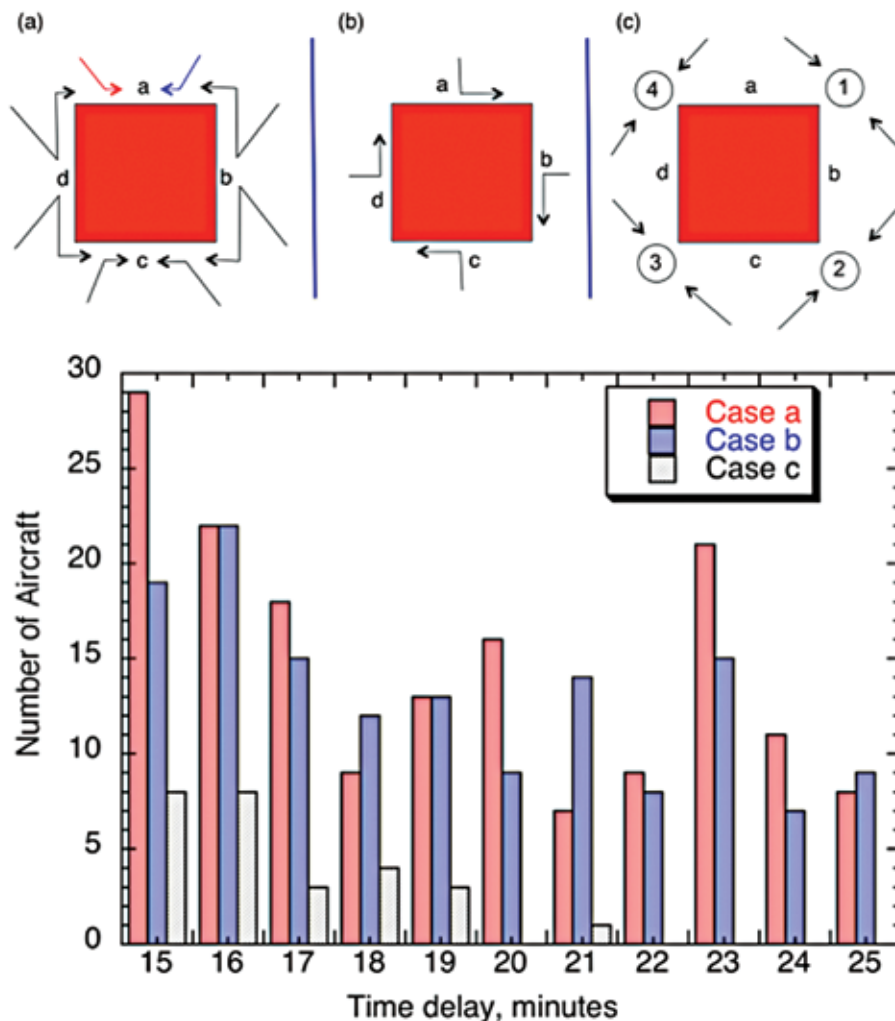 (a) (b) (c)
a
d b
c
a
b
d
c
4 1
a
d b
3 2
c
30
25
20
15
10
5
0
Number of Aircraft
Case a
Case b
Case c
15 16 17 18 19 20 21 22 23 24 25
Time delay, minutes